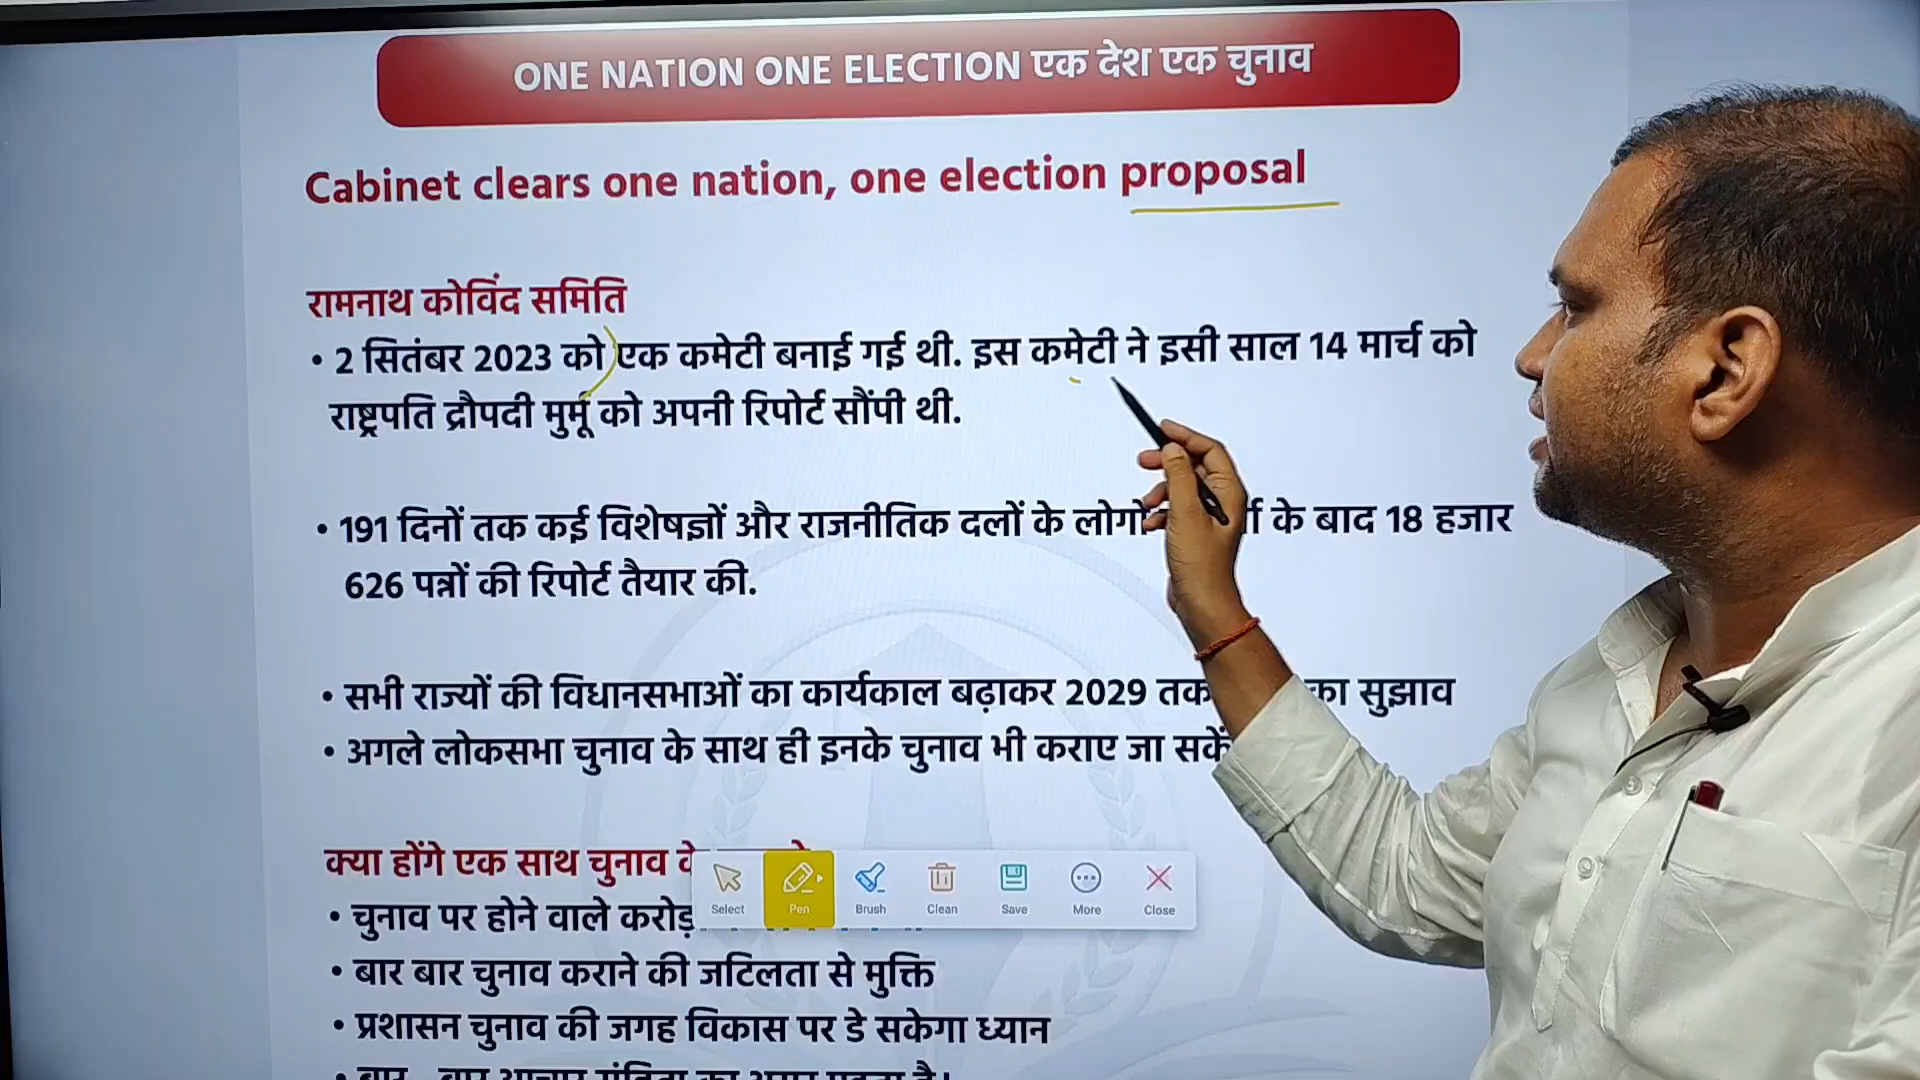 ONE NATION ONE ELECTION एक देश एक चुनाव
Cabinet clears one nation, one election proposal
रामनाथ कोविंद समिति
• 2 सितंबर 2023 को एक कमेटी बनाई गई थी. इस कमेटी ने इसी साल 14 मार्च को
राष्ट्रपति द्रौपदी मुर्मू को अपनी रिपोर्ट सौंपी थी.
• 191 दिनों तक कई विशेषज्ञों और राजनीतिक दलों के के बाद 18 हजार
626 पन्नों की रिपोर्ट तैयार की.
• सभी राज्यों की विधानसभाओं का कार्यकाल बढ़ाकर 2029 तक का सुझाव
• अगले लोकसभा चुनाव के साथ ही इनके चुनाव भी कराए जा
क्या होंगे एक साथ चुनाव
• चुनाव पर होने वाले
• बार बार चुनाव कराने की जटिलता से मुक्ति
• प्रशासन चुनाव की जगह विकास पर डे सकेगा ध्यान
Select Pen Brush Clean Save More Close